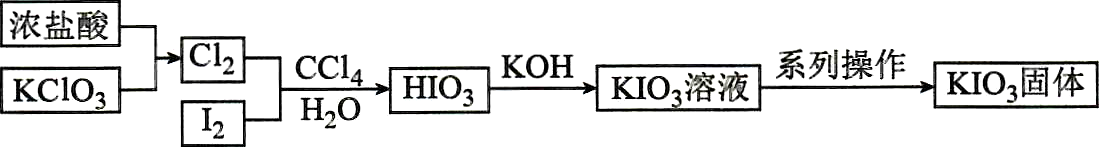 浓盐酸
KClO₃
Cl₂
I₂
CCl₄
H₂O
HIO₃
KOH
KIO₃溶液
系列操作
KIO₃固体